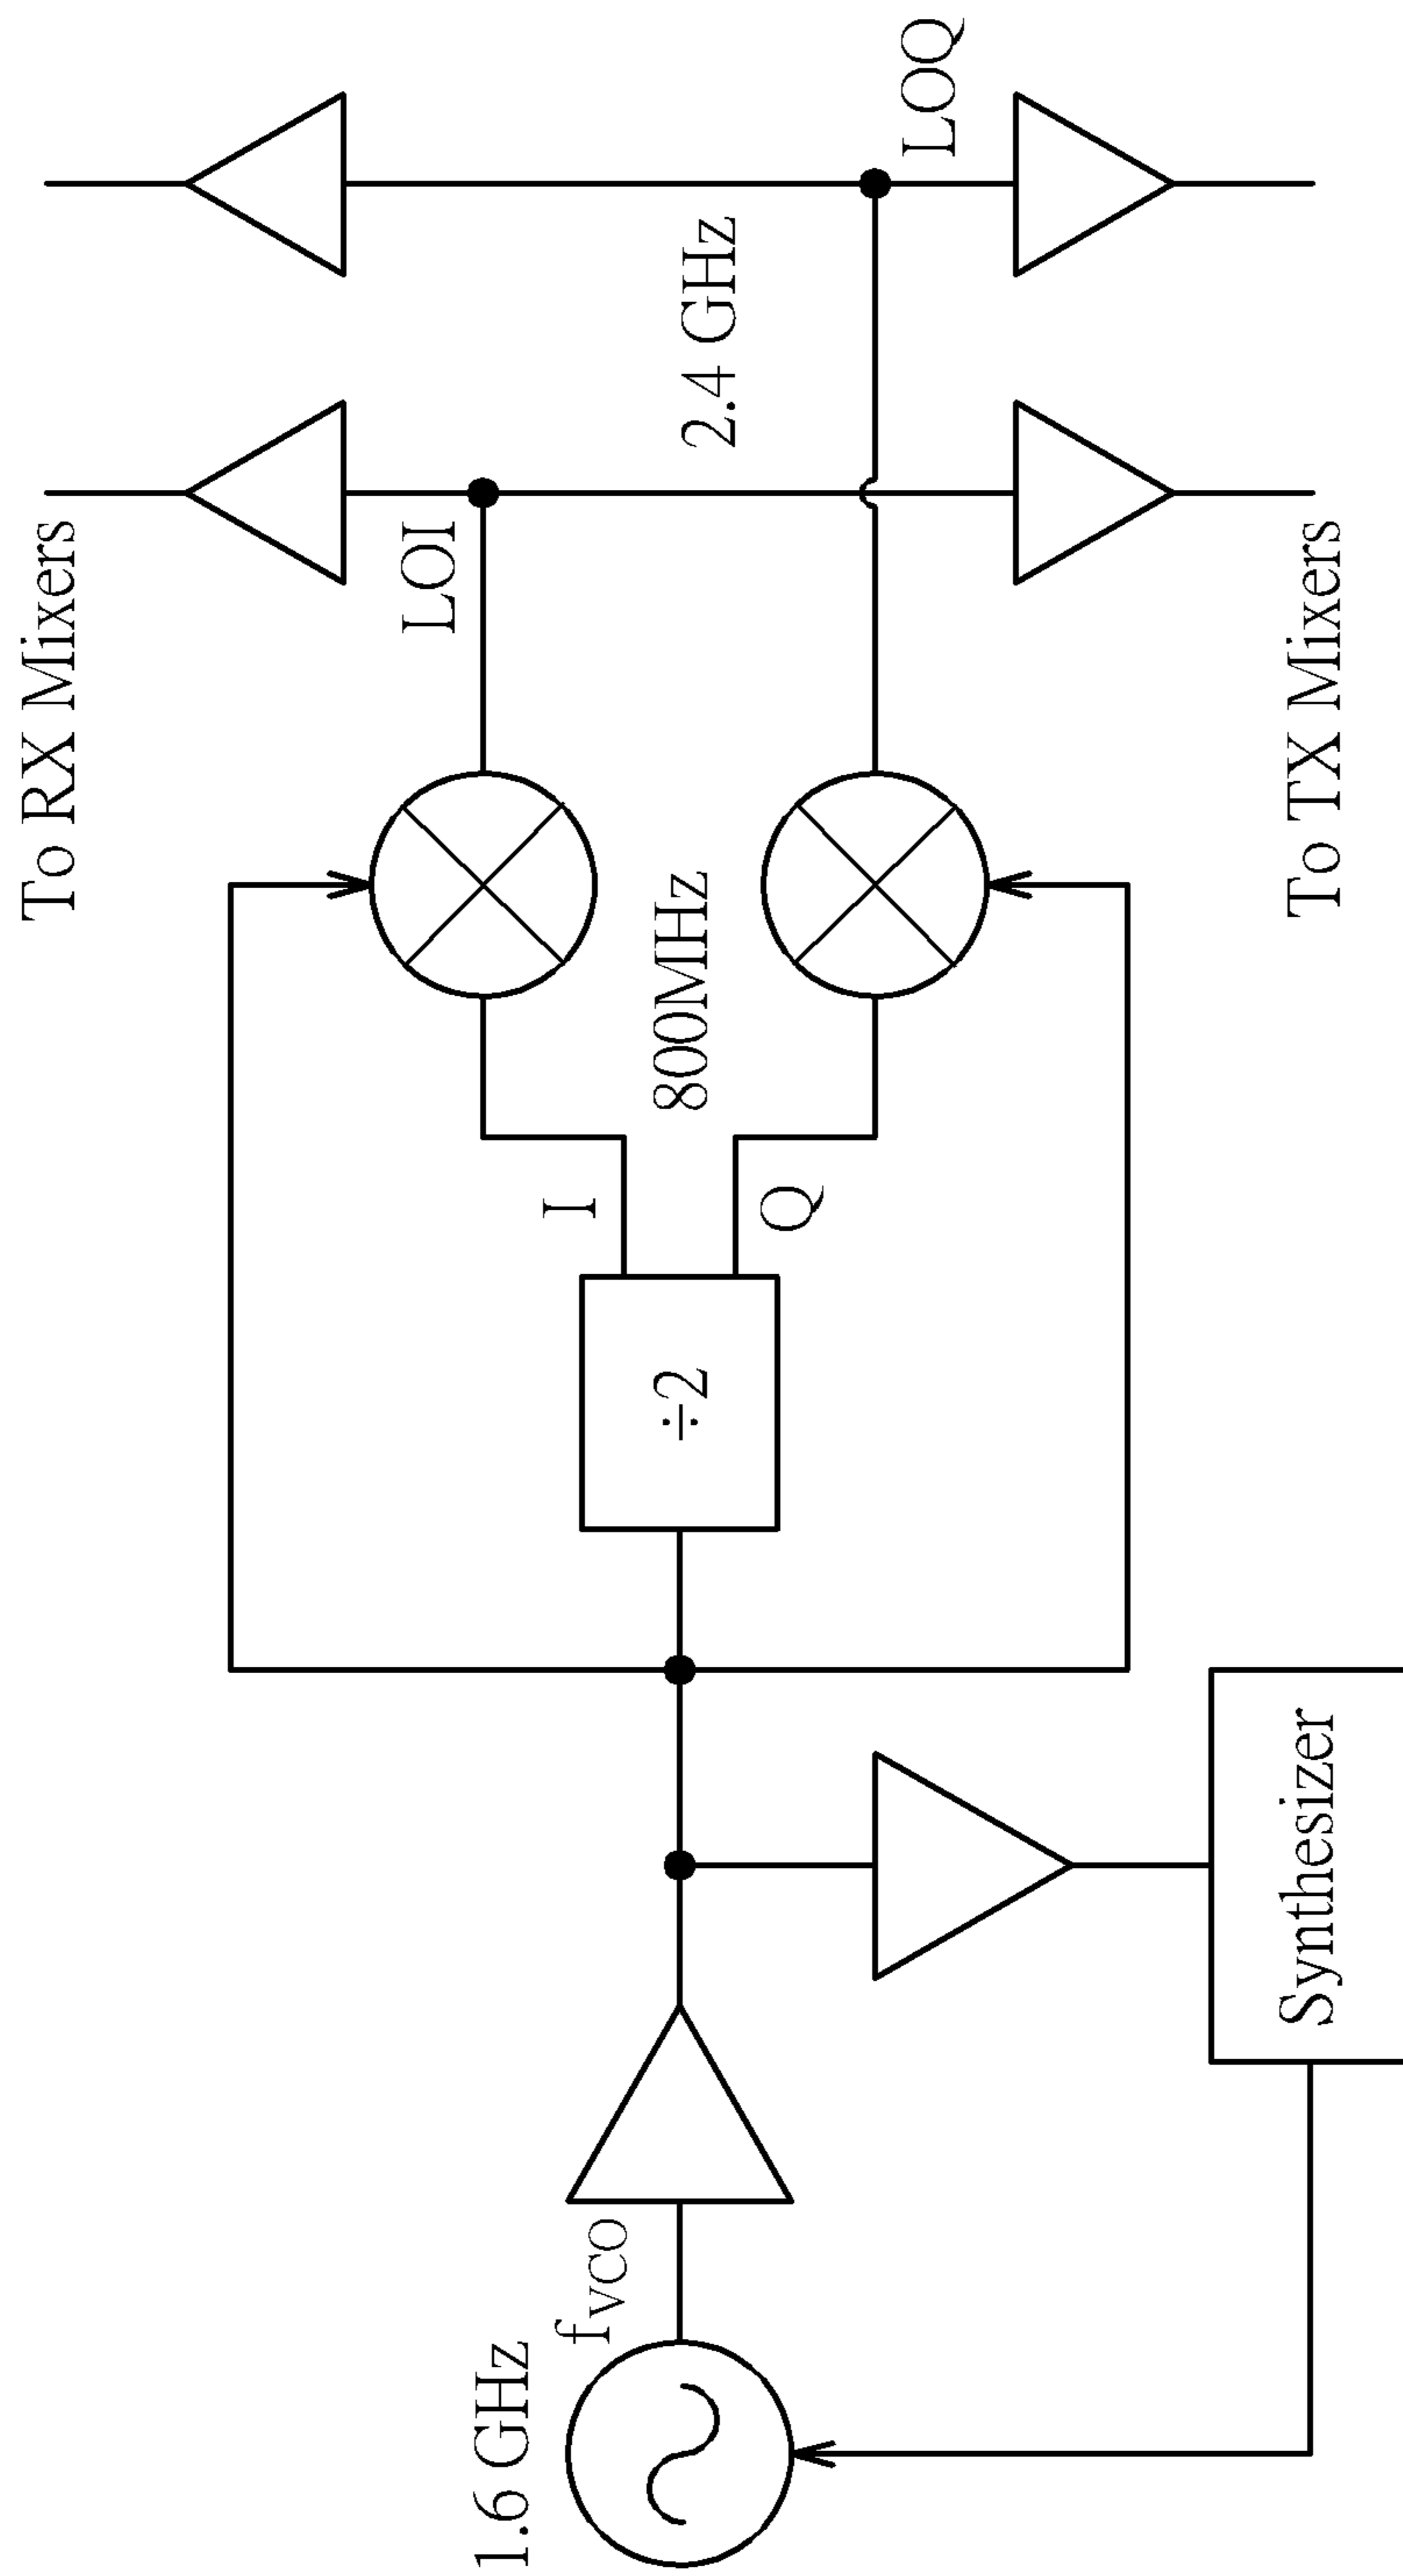 To RX Mixers
LOI
2.4 GHz
LOQ
1.6 GHz
fVCO
÷2
I
Q
800MHz
Synthesizer
To TX Mixers